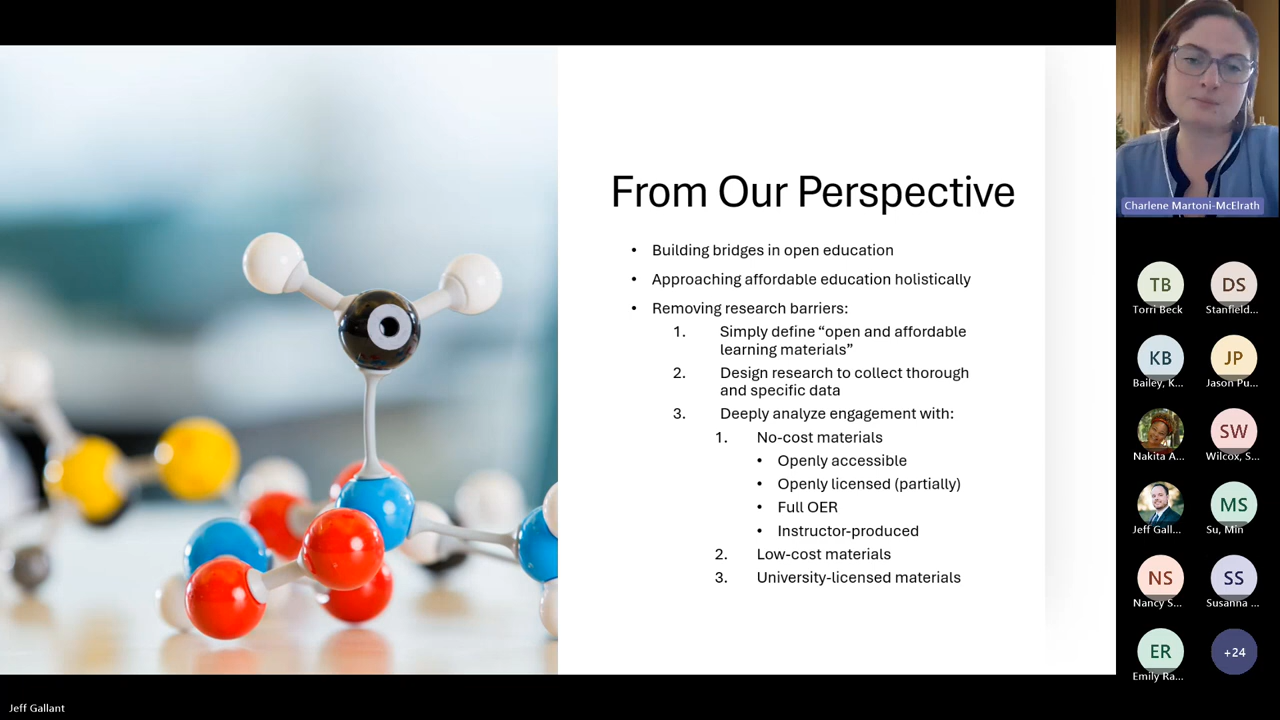 From Our Perspective
• Building bridges in open education
• Approaching affordable education holistically
• Removing research barriers:
1. Simply define “open and affordable
learning materials”
2. Design research to collect thorough
and specific data
3. Deeply analyze engagement with:
1. No-cost materials
• Openly accessible
• Openly licensed (partially)
• Full OER
• Instructor-produced
2. Low-cost materials
3. University-licensed materials
Charlene Martoni-McElrath
TB
Torri Beck
DS
Stanfield...
KB
Bailey, K...
JP
Jason Pu...
Nakita A...
SW
Wilcox, S...
Jeff Gall...
MS
Su, Min
NS
Nancy S...
SS
Susanna ...
ER
Emily Ra...
+24
Jeff Gallant